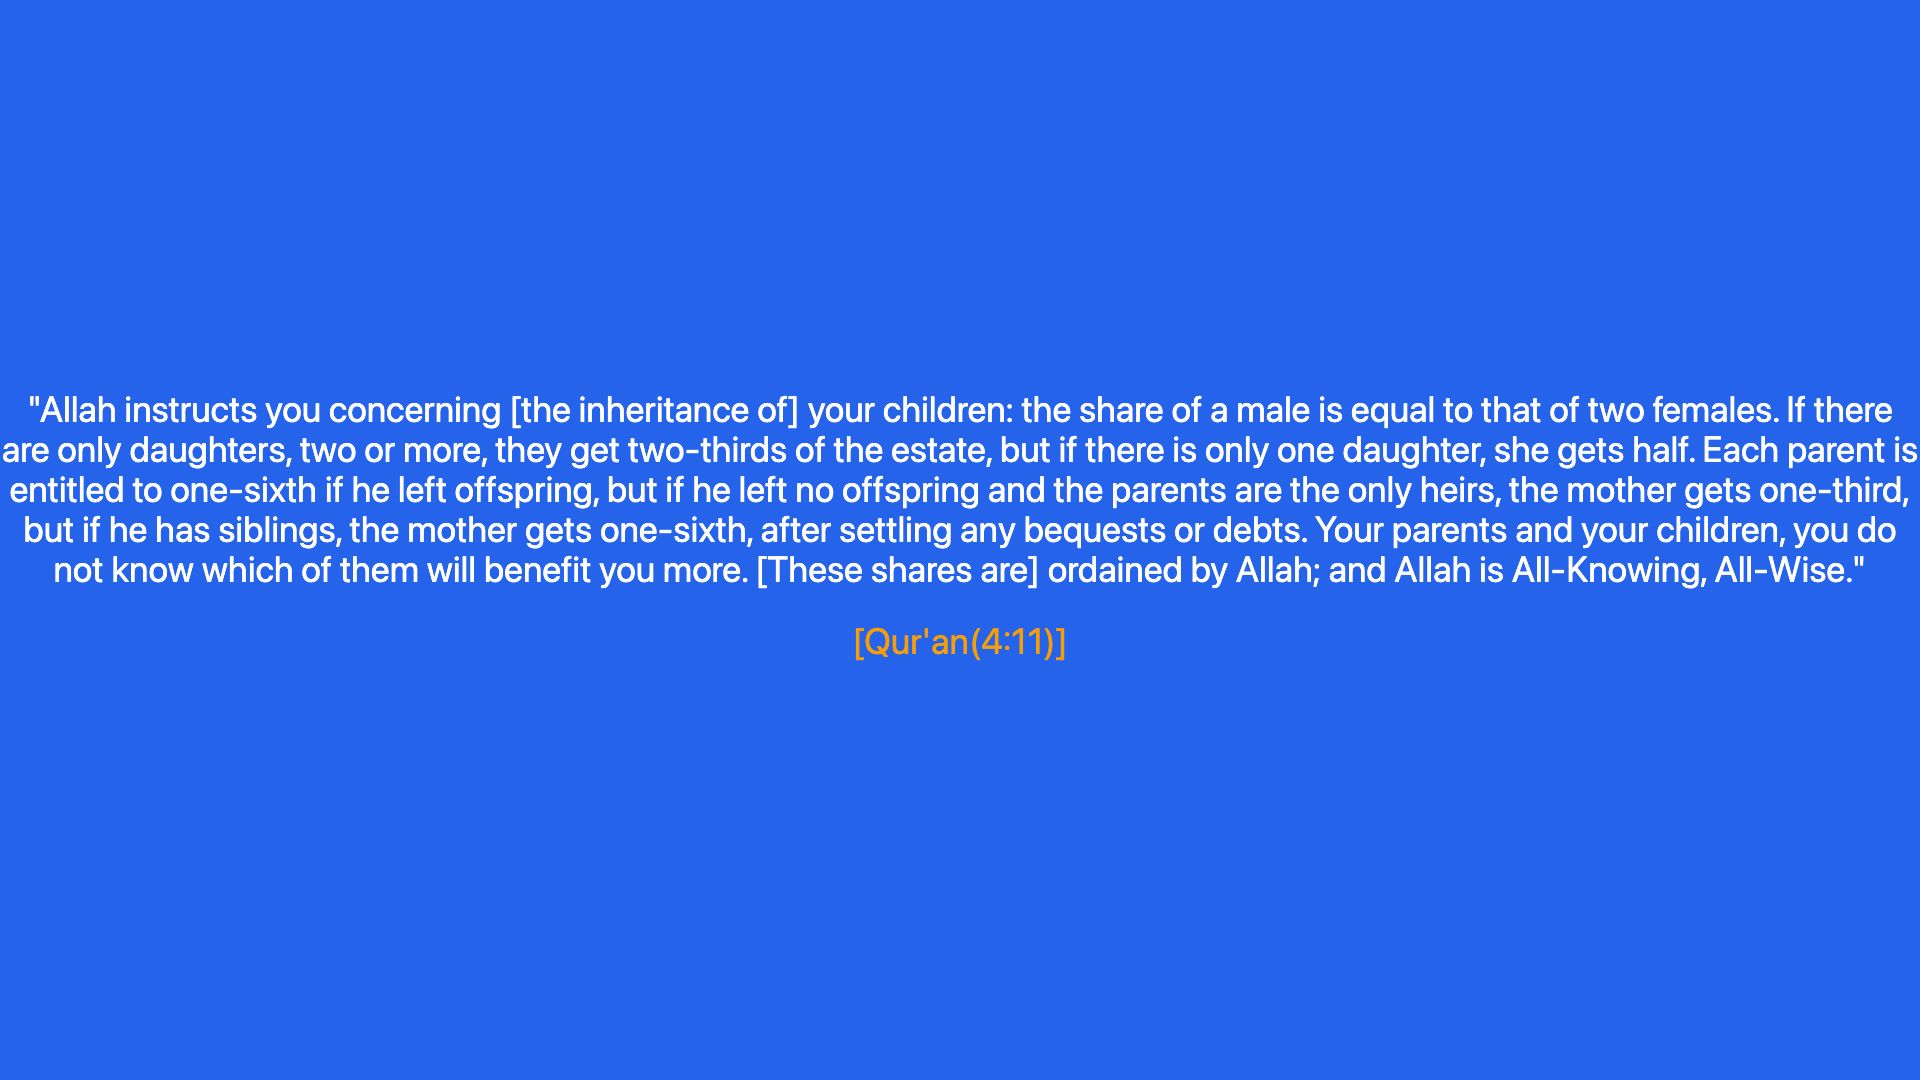 "Allah instructs you concerning [the inheritance of] your children: the share of a male is equal to that of two females. If there
are only daughters, two or more, they get two-thirds of the estate, but if there is only one daughter, she gets half. Each parent is
entitled to one-sixth if he left offspring, but if he left no offspring and the parents are the only heirs, the mother gets one-third,
but if he has siblings, the mother gets one-sixth, after settling any bequests or debts. Your parents and your children, you do
not know which of them will benefit you more. [These shares are] ordained by Allah; and Allah is All-Knowing, All-Wise."
[Qur'an(4:11)]